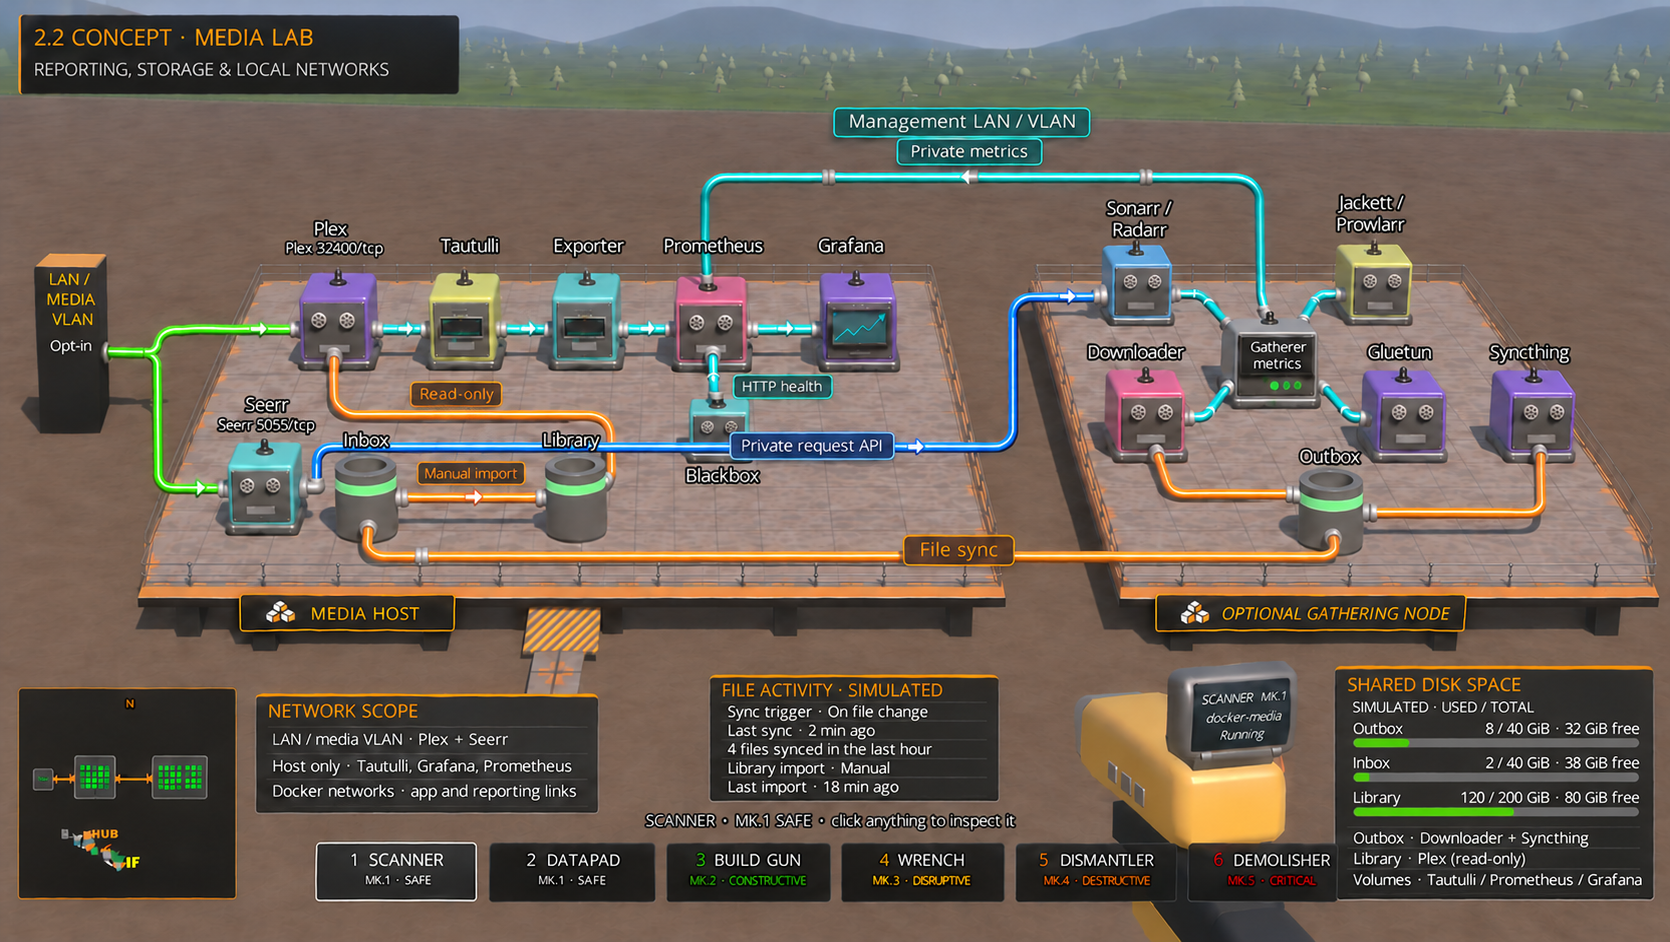 2.2 CONCEPT · MEDIA LAB
REPORTING, STORAGE & LOCAL NETWORKS
Management LAN / VLAN
Private metrics
LAN /
MEDIA
VLAN
Opt-in
Plex
Plex 32400/tcp
Tautulli
Exporter
Prometheus
Grafana
Sonarr /
Radarr
Jackett /
Prowlarr
Gatherer
metrics
Downloader
Gluetun
Syncthing
Read-only
HTTP health
Seerr
Seerr 5055/tcp
Inbox
Library
Private request API
Manual import
Blackbox
Outbox
File sync
MEDIA HOST
OPTIONAL GATHERING NODE
N
HUB
IF
NETWORK SCOPE
LAN / media VLAN · Plex + Seerr
Host only · Tautulli, Grafana, Prometheus
Docker networks · app and reporting links
FILE ACTIVITY · SIMULATED
Sync trigger · On file change
Last sync · 2 min ago
4 files synced in the last hour
Library import · Manual
Last import · 18 min ago
SCANNER MK.1
docker-media
Running
SHARED DISK SPACE
SIMULATED · USED / TOTAL
Outbox 8 / 40 GiB · 32 GiB free
Inbox 2 / 40 GiB · 38 GiB free
Library 120 / 200 GiB · 80 GiB free
Outbox · Downloader + Syncthing
Library · Plex (read-only)
Volumes · Tautulli / Prometheus / Grafana
SCANNER • MK.1 SAFE • click anything to inspect it
1 SCANNER
MK.1 · SAFE
2 DATAPAD
MK.1 · SAFE
3 BUILD GUN
MK.2 · CONSTRUCTIVE
4 WRENCH
MK.3 · DISRUPTIVE
5 DISMANTLER
MK.4 · DESTRUCTIVE
6 DEMOLISHER
MK.5 · CRITICAL